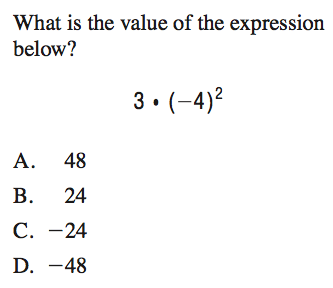 What is the value of the expression
below?
3 • (−4)²
A. 48
B. 24
C. −24
D. −48